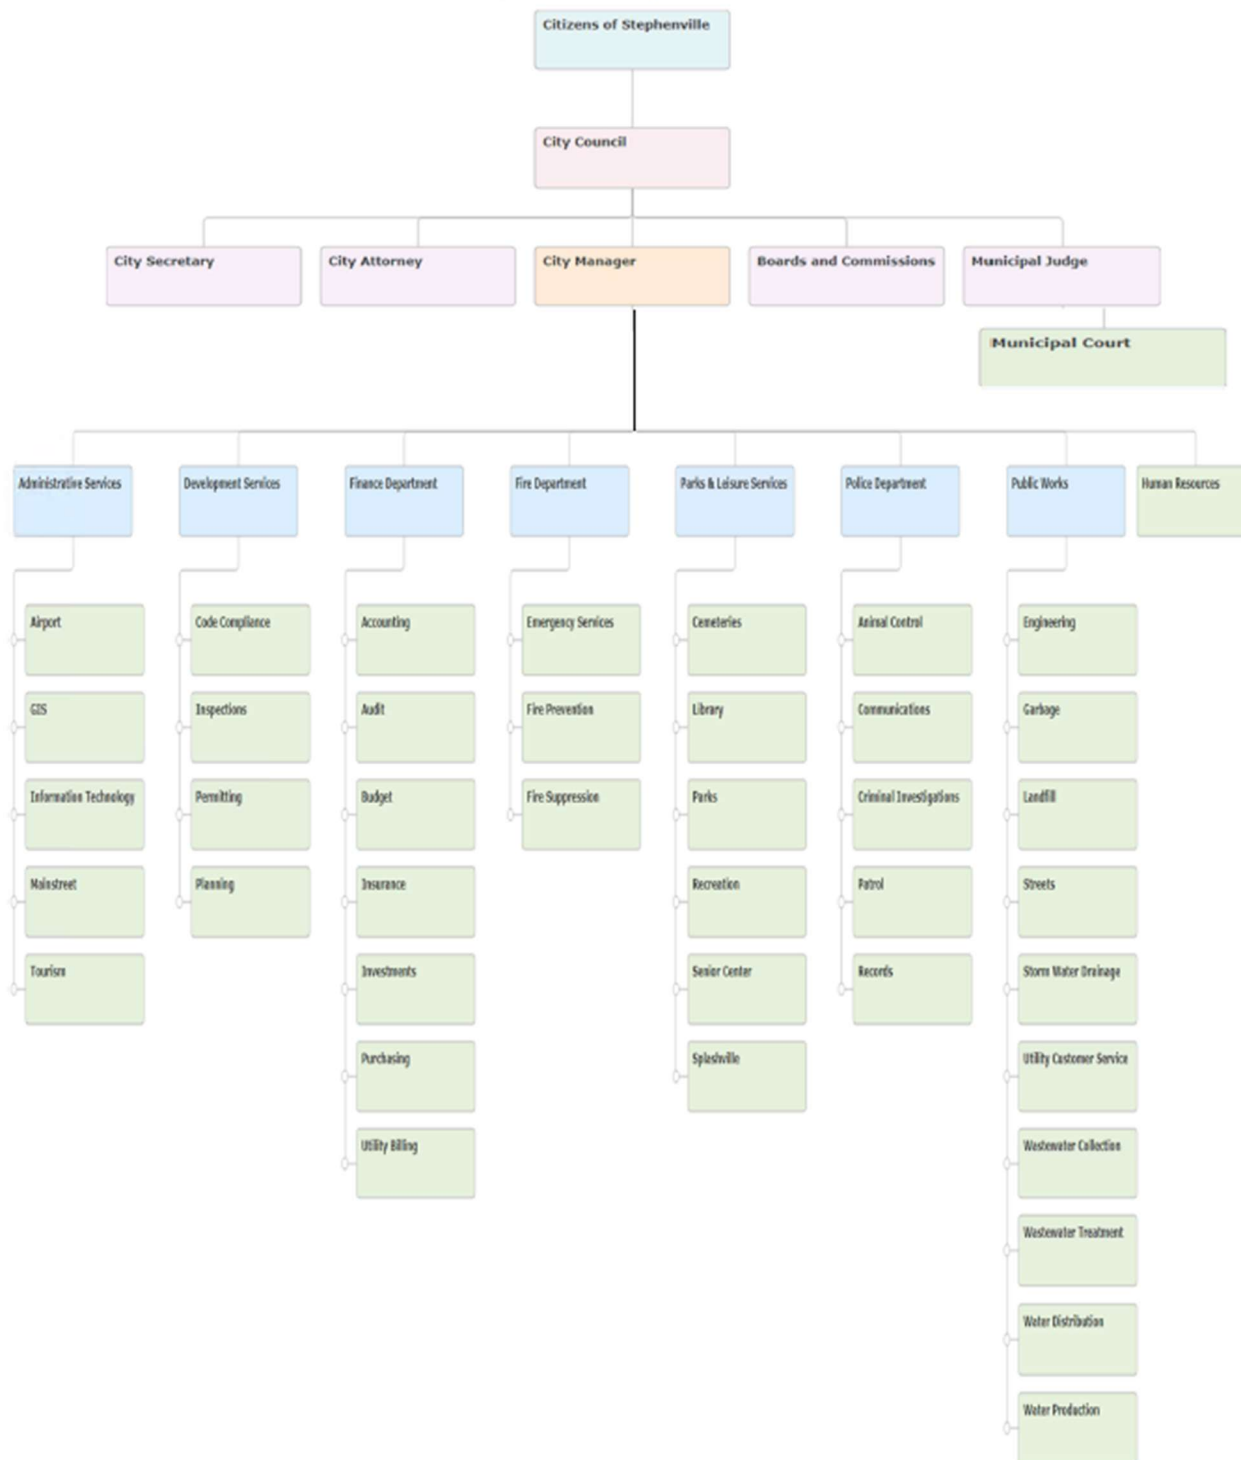 Citizens of Stephenville
City Council
City Secretary
City Attorney
City Manager
Boards and Commissions
Municipal Judge
Municipal Court
Administrative Services
Development Services
Finance Department
Fire Department
Parks & Leisure Services
Police Department
Public Works
Human Resources
Airport
GIS
Information Technology
Mainstreet
Tourism
Code Compliance
Inspections
Permitting
Planning
Accounting
Audit
Budget
Insurance
Investments
Purchasing
Utility Billing
Emergency Services
Fire Prevention
Fire Suppression
Cemeteries
Library
Parks
Recreation
Senior Center
Splashville
Animal Control
Communications
Criminal Investigations
Patrol
Records
Engineering
Garbage
Landfill
Streets
Storm Water Drainage
Utility Customer Service
Wastewater Collection
Wastewater Treatment
Water Distribution
Water Production